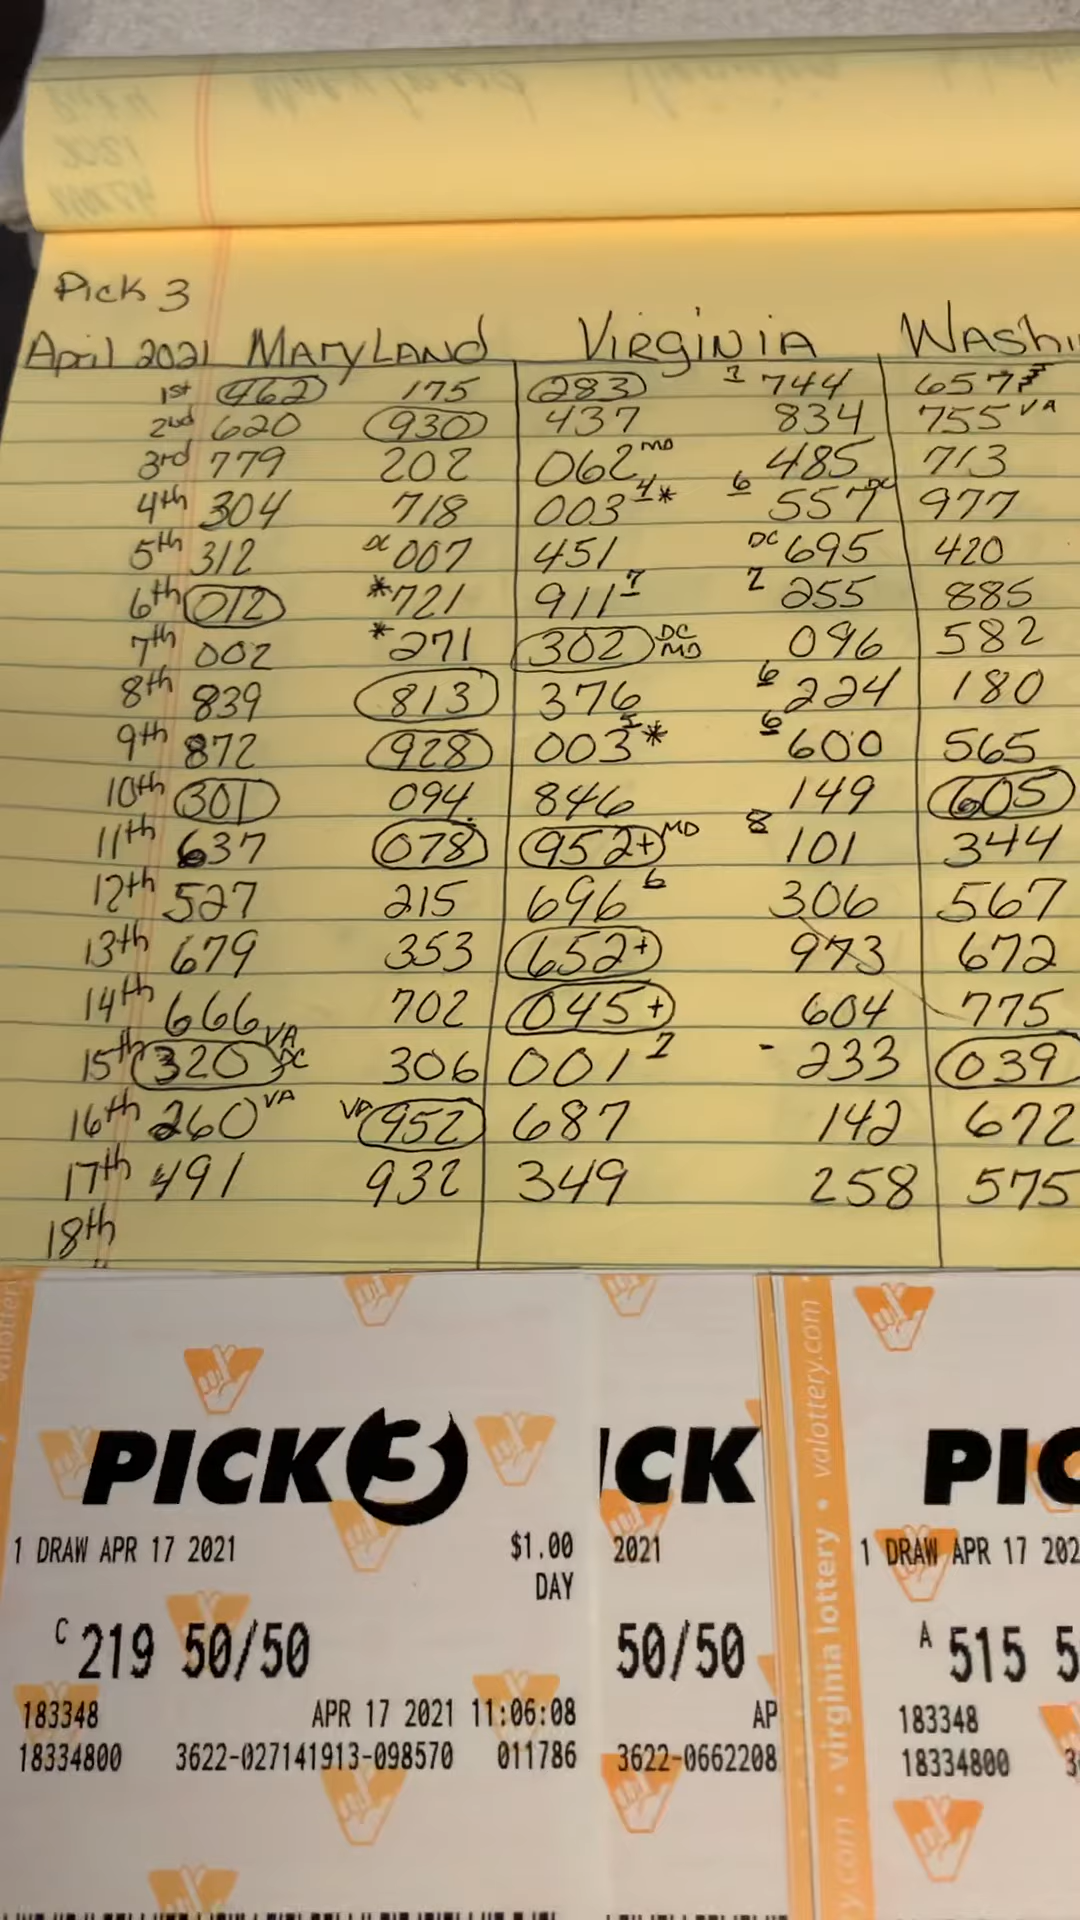 Pick 3
April 2021 MARYLAND VIRGINIA WASHI
1st 462 175 283 1 744 657
2nd 620 930 437 834 755 VA
3rd 779 202 062 MD 485 713
4th 304 718 003 4* 6 557 DC 977
5th 312 DC 007 451 DC 695 420
6th 012 *721 911 7 7 255 885
7th 002 *271 302 DC MD 096 582
8th 839 813 376 6 224 180
9th 872 928 003 * 6 600 565
10th 301 094 846 149 605
11th 637 078 952+ MD 8 101 344
12th 527 215 696 6 306 567
13th 679 353 652+ 973 672
14th 666 702 045+ 604 775
15th 320 VA DC 306 001 1 - 233 039
16th 260 VA VA 952 687 142 672
17th 491 932 349 258 575
18th
PICK 3 ICK PIC
1 DRAW APR 17 2021 $1.00 2021 1 DRAW APR 17 202
DAY
C 219 50/50 50/50 A 515 5
183348 APR 17 2021 11:06:08 AP 183348
18334800 3622-027141913-098570 011786 3622-0662208 18334800 3
valottery
y.com • virginia lottery • valottery.com •